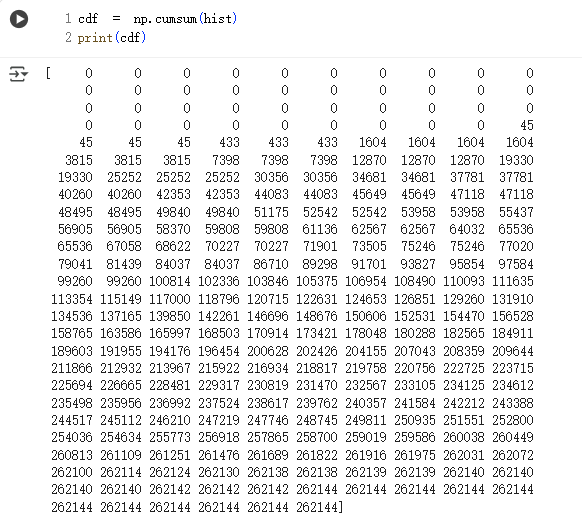 1 cdf = np.cumsum(hist)
2 print(cdf)
[ 0 0 0 0 0 0 0 0 0 0
0 0 0 0 0 0 0 0 0 0
0 0 0 0 0 0 0 0 0 0
0 0 0 0 0 0 0 0 0 45
45 45 45 433 433 433 1604 1604 1604 1604
3815 3815 3815 7398 7398 7398 12870 12870 12870 19330
19330 25252 25252 25252 30356 30356 34681 34681 37781 37781
40260 40260 42353 42353 44083 44083 45649 45649 47118 47118
48495 48495 49840 49840 51175 52542 52542 53958 53958 55437
56905 56905 58370 59808 59808 61136 62567 62567 64032 65536
65536 67058 68622 70227 70227 71901 73505 75246 75246 77020
79041 81439 84037 84037 86710 89298 91701 93827 95854 97584
99260 99260 100814 102336 103846 105375 106954 108490 110093 111635
113354 115149 117000 118796 120715 122631 124653 126851 129260 131910
134536 137165 139850 142261 146696 148676 150606 152531 154470 156528
158765 163586 165997 168503 170914 173421 178048 180288 182565 184911
189603 191955 194176 196454 200628 202426 204155 207043 208359 209644
211866 212932 213967 215922 216934 218817 219758 220756 222725 223715
225694 226665 228481 229317 230819 231470 232567 233105 234125 234612
235498 235956 236992 237524 238617 239762 240357 241584 242212 243388
244517 245112 246210 247219 247746 248745 249811 250935 251551 252800
254036 254634 255773 256918 257865 258700 259019 259586 260038 260449
260813 261109 261251 261476 261689 261822 261916 261975 262031 262072
262100 262114 262124 262130 262138 262138 262139 262139 262140 262140
262140 262140 262142 262142 262142 262144 262144 262144 262144 262144
262144 262144 262144 262144 262144 262144]